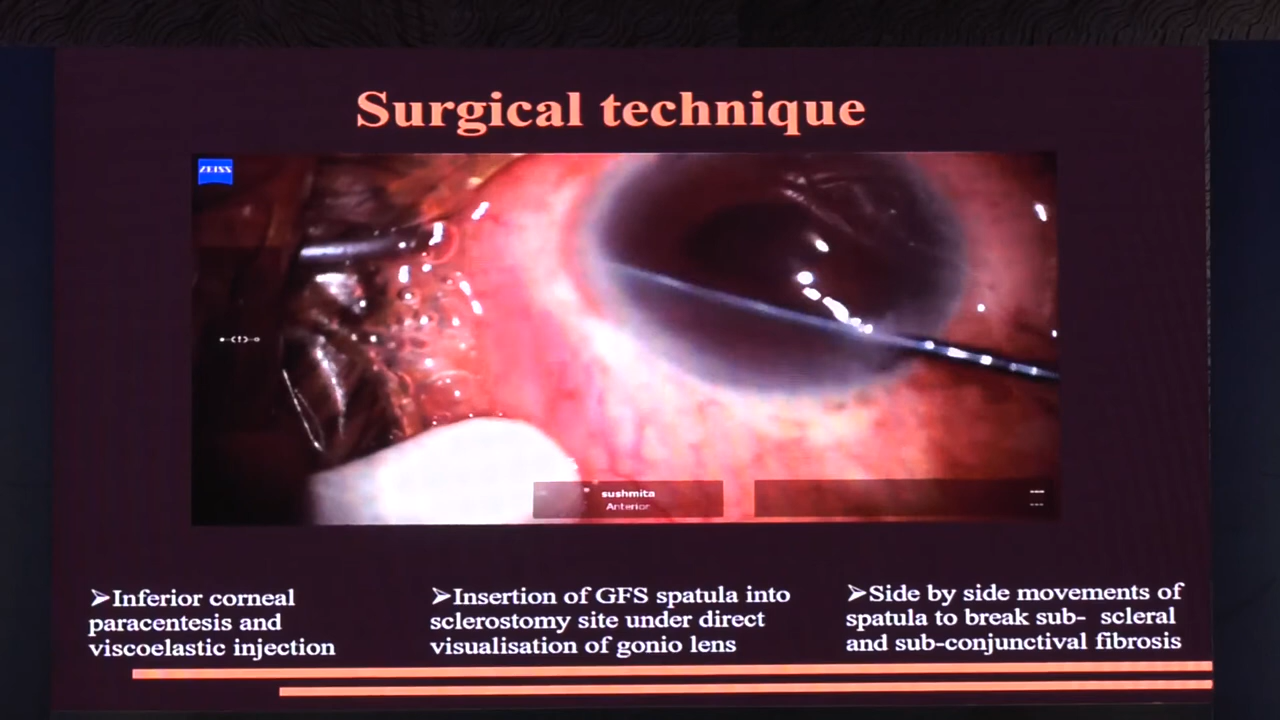 Surgical technique
ZEISS
sushmita
Anterior
➢Inferior corneal
paracentesis and
viscoelastic injection
➢Insertion of GFS spatula into
sclerostomy site under direct
visualisation of gonio lens
➢Side by side movements of
spatula to break sub- scleral
and sub-conjunctival fibrosis